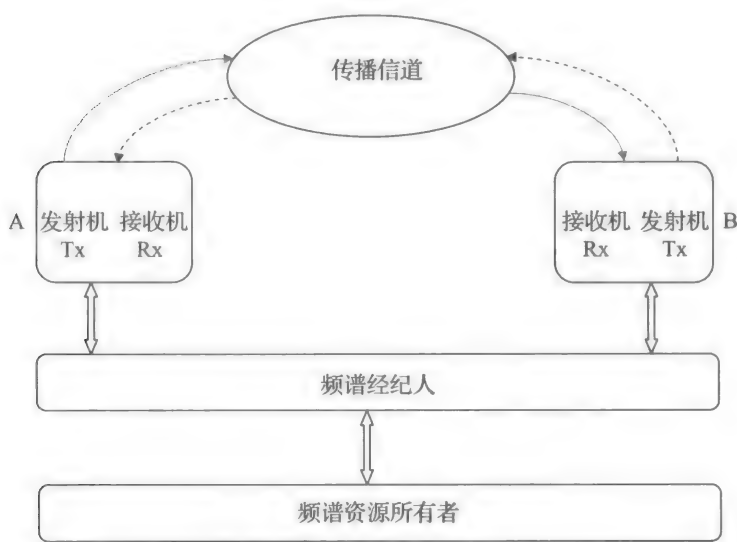 传播信道
A 发射机 接收机
Tx Rx
接收机 发射机 B
Rx Tx
频谱经纪人
频谱资源所有者